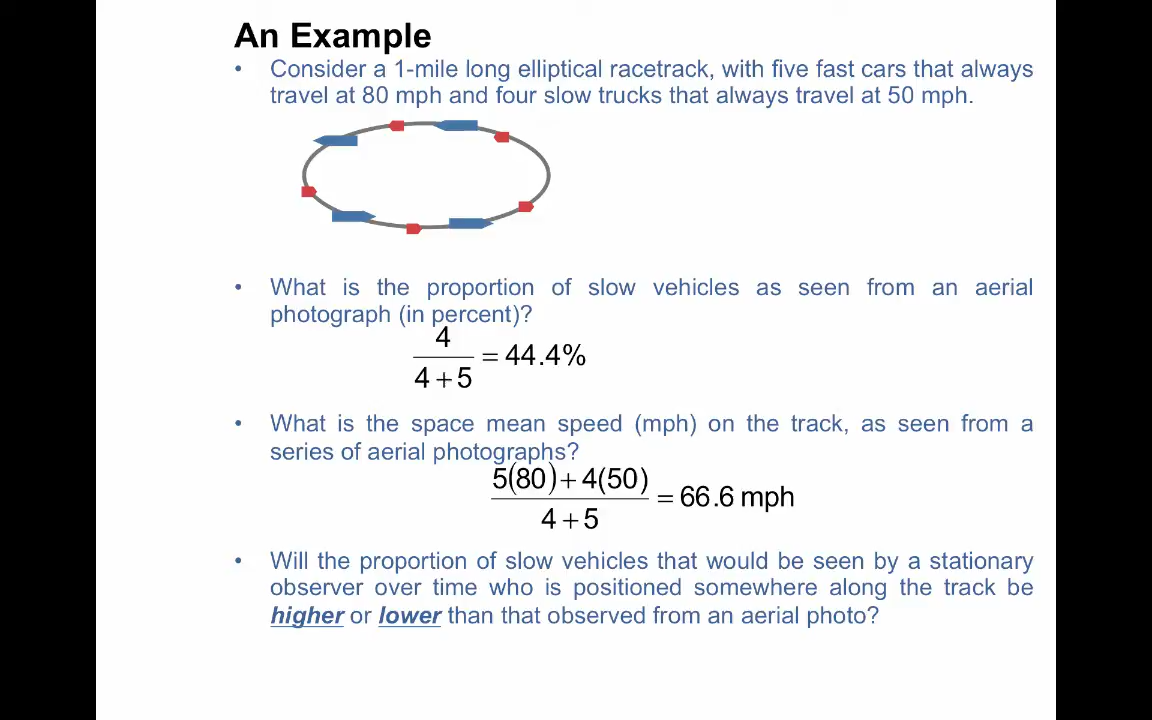 An Example
• Consider a 1-mile long elliptical racetrack, with five fast cars that always
travel at 80 mph and four slow trucks that always travel at 50 mph.
• What is the proportion of slow vehicles as seen from an aerial
photograph (in percent)?
4
4 + 5
= 44.4%
• What is the space mean speed (mph) on the track, as seen from a
series of aerial photographs?
5(80) + 4(50)
4 + 5
= 66.6 mph
• Will the proportion of slow vehicles that would be seen by a stationary
observer over time who is positioned somewhere along the track be
higher or lower than that observed from an aerial photo?